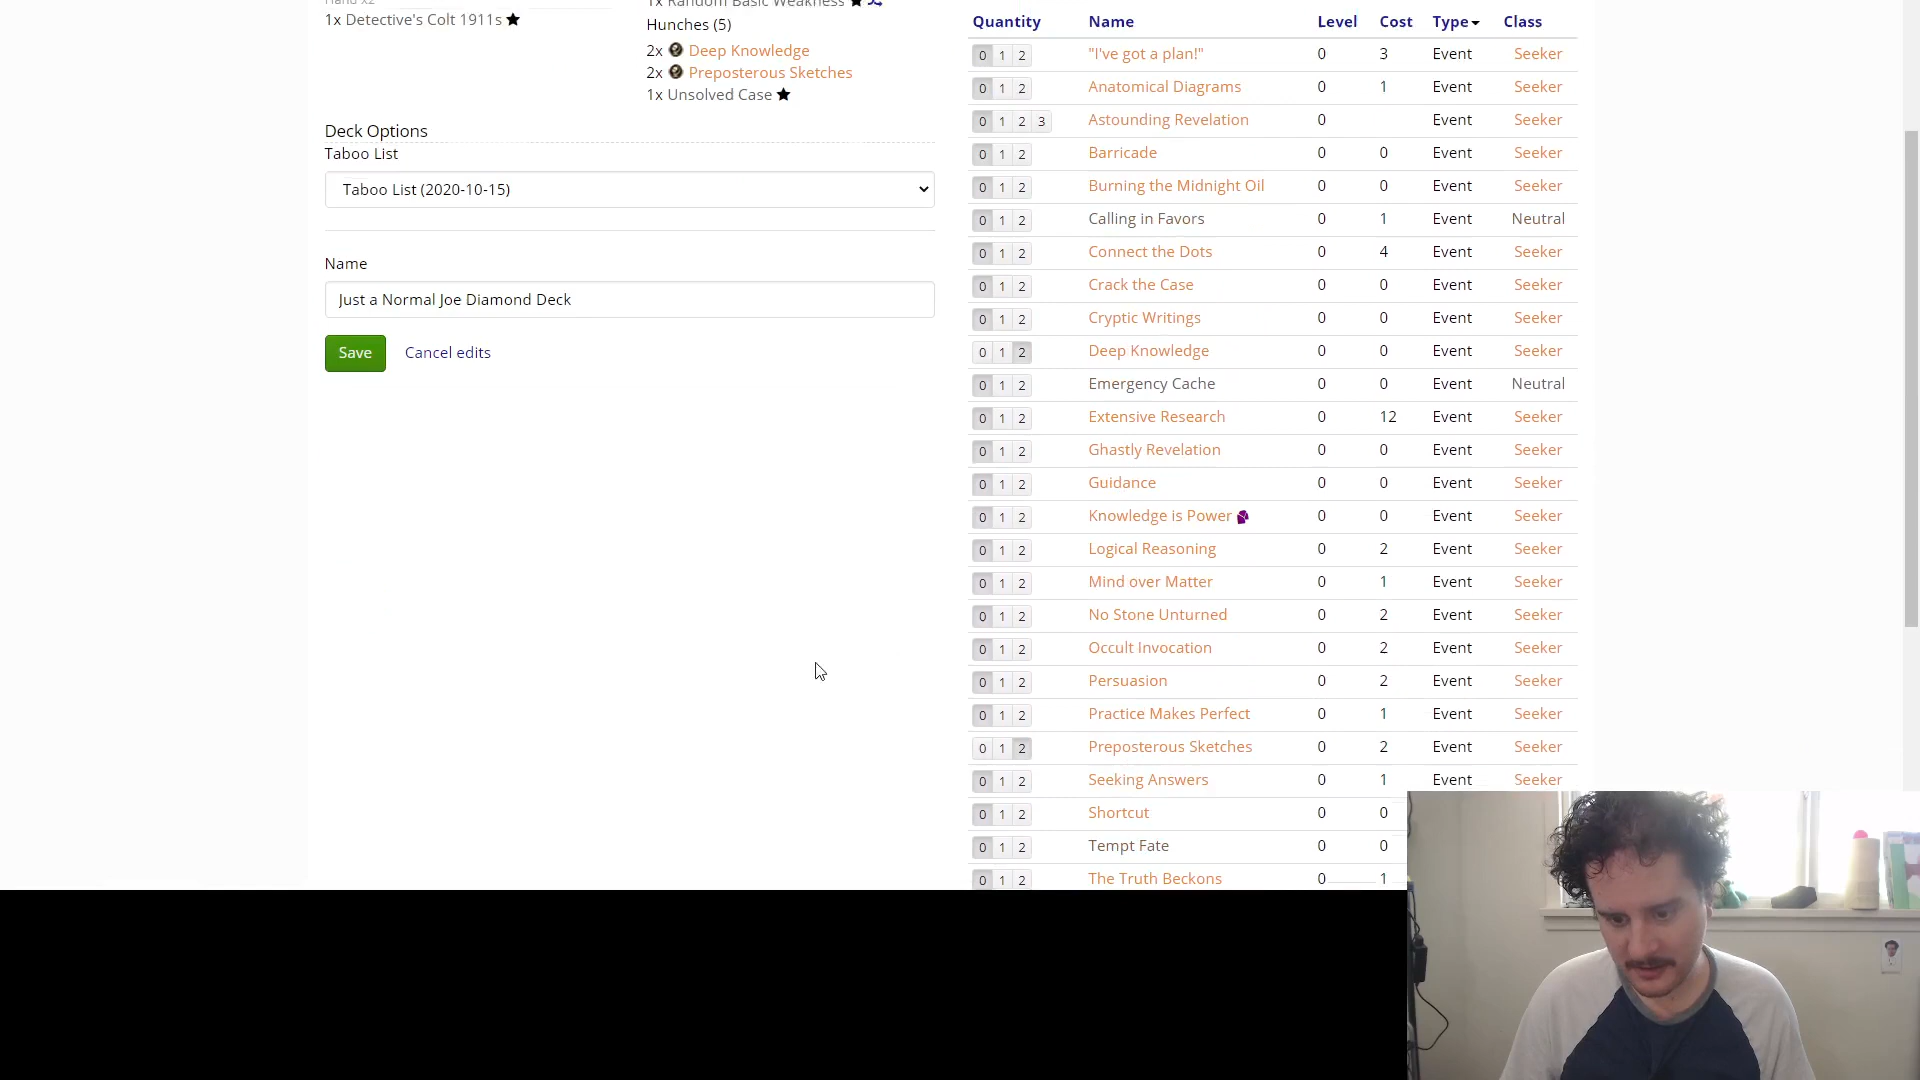 Hand x2
1x Detective's Colt 1911s
1x Random Basic Weakness
Hunches (5)
2x Deep Knowledge
2x Preposterous Sketches
1x Unsolved Case
Deck Options
Taboo List
Taboo List (2020-10-15)
Name
Just a Normal Joe Diamond Deck
Save Cancel edits
Quantity Name Level Cost Type Class
0 1 2 "I've got a plan!" 0 3 Event Seeker
0 1 2 Anatomical Diagrams 0 1 Event Seeker
0 1 2 3 Astounding Revelation 0 Event Seeker
0 1 2 Barricade 0 0 Event Seeker
0 1 2 Burning the Midnight Oil 0 0 Event Seeker
0 1 2 Calling in Favors 0 1 Event Neutral
0 1 2 Connect the Dots 0 4 Event Seeker
0 1 2 Crack the Case 0 0 Event Seeker
0 1 2 Cryptic Writings 0 0 Event Seeker
0 1 2 Deep Knowledge 0 0 Event Seeker
0 1 2 Emergency Cache 0 0 Event Neutral
0 1 2 Extensive Research 0 12 Event Seeker
0 1 2 Ghastly Revelation 0 0 Event Seeker
0 1 2 Guidance 0 0 Event Seeker
0 1 2 Knowledge is Power 0 0 Event Seeker
0 1 2 Logical Reasoning 0 2 Event Seeker
0 1 2 Mind over Matter 0 1 Event Seeker
0 1 2 No Stone Unturned 0 2 Event Seeker
0 1 2 Occult Invocation 0 2 Event Seeker
0 1 2 Persuasion 0 2 Event Seeker
0 1 2 Practice Makes Perfect 0 1 Event Seeker
0 1 2 Preposterous Sketches 0 2 Event Seeker
0 1 2 Seeking Answers 0 1 Event Seeker
0 1 2 Shortcut 0 0
0 1 2 Tempt Fate 0 0
0 1 2 The Truth Beckons 0 1